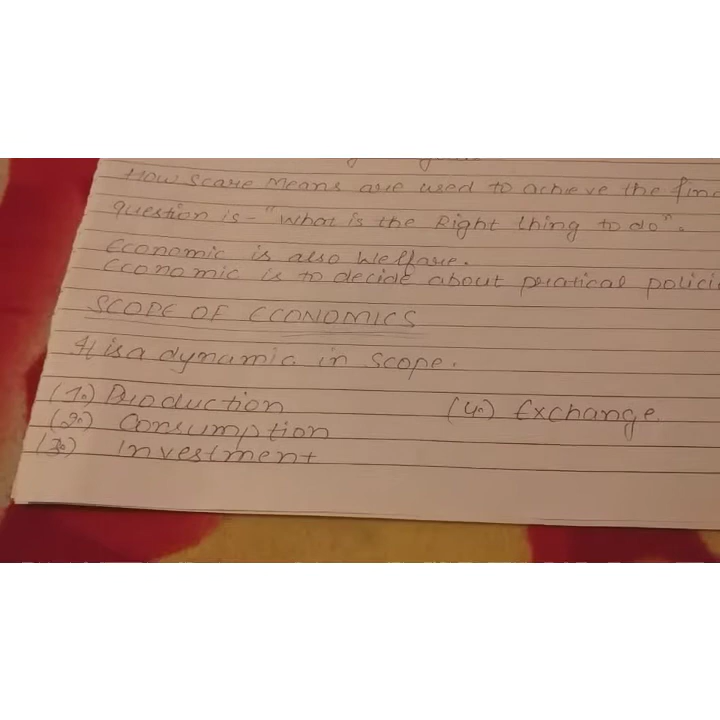 How scare means are used to achieve the
question is - "What is the Right thing to do".
Economic is also Welfare.
Economic is to decide about pratical
SCOPE OF ECONOMICS
It is a dynamic in scope.
(1.) Production (4.) Exchange
(2.) Consumption
(3.) Investment